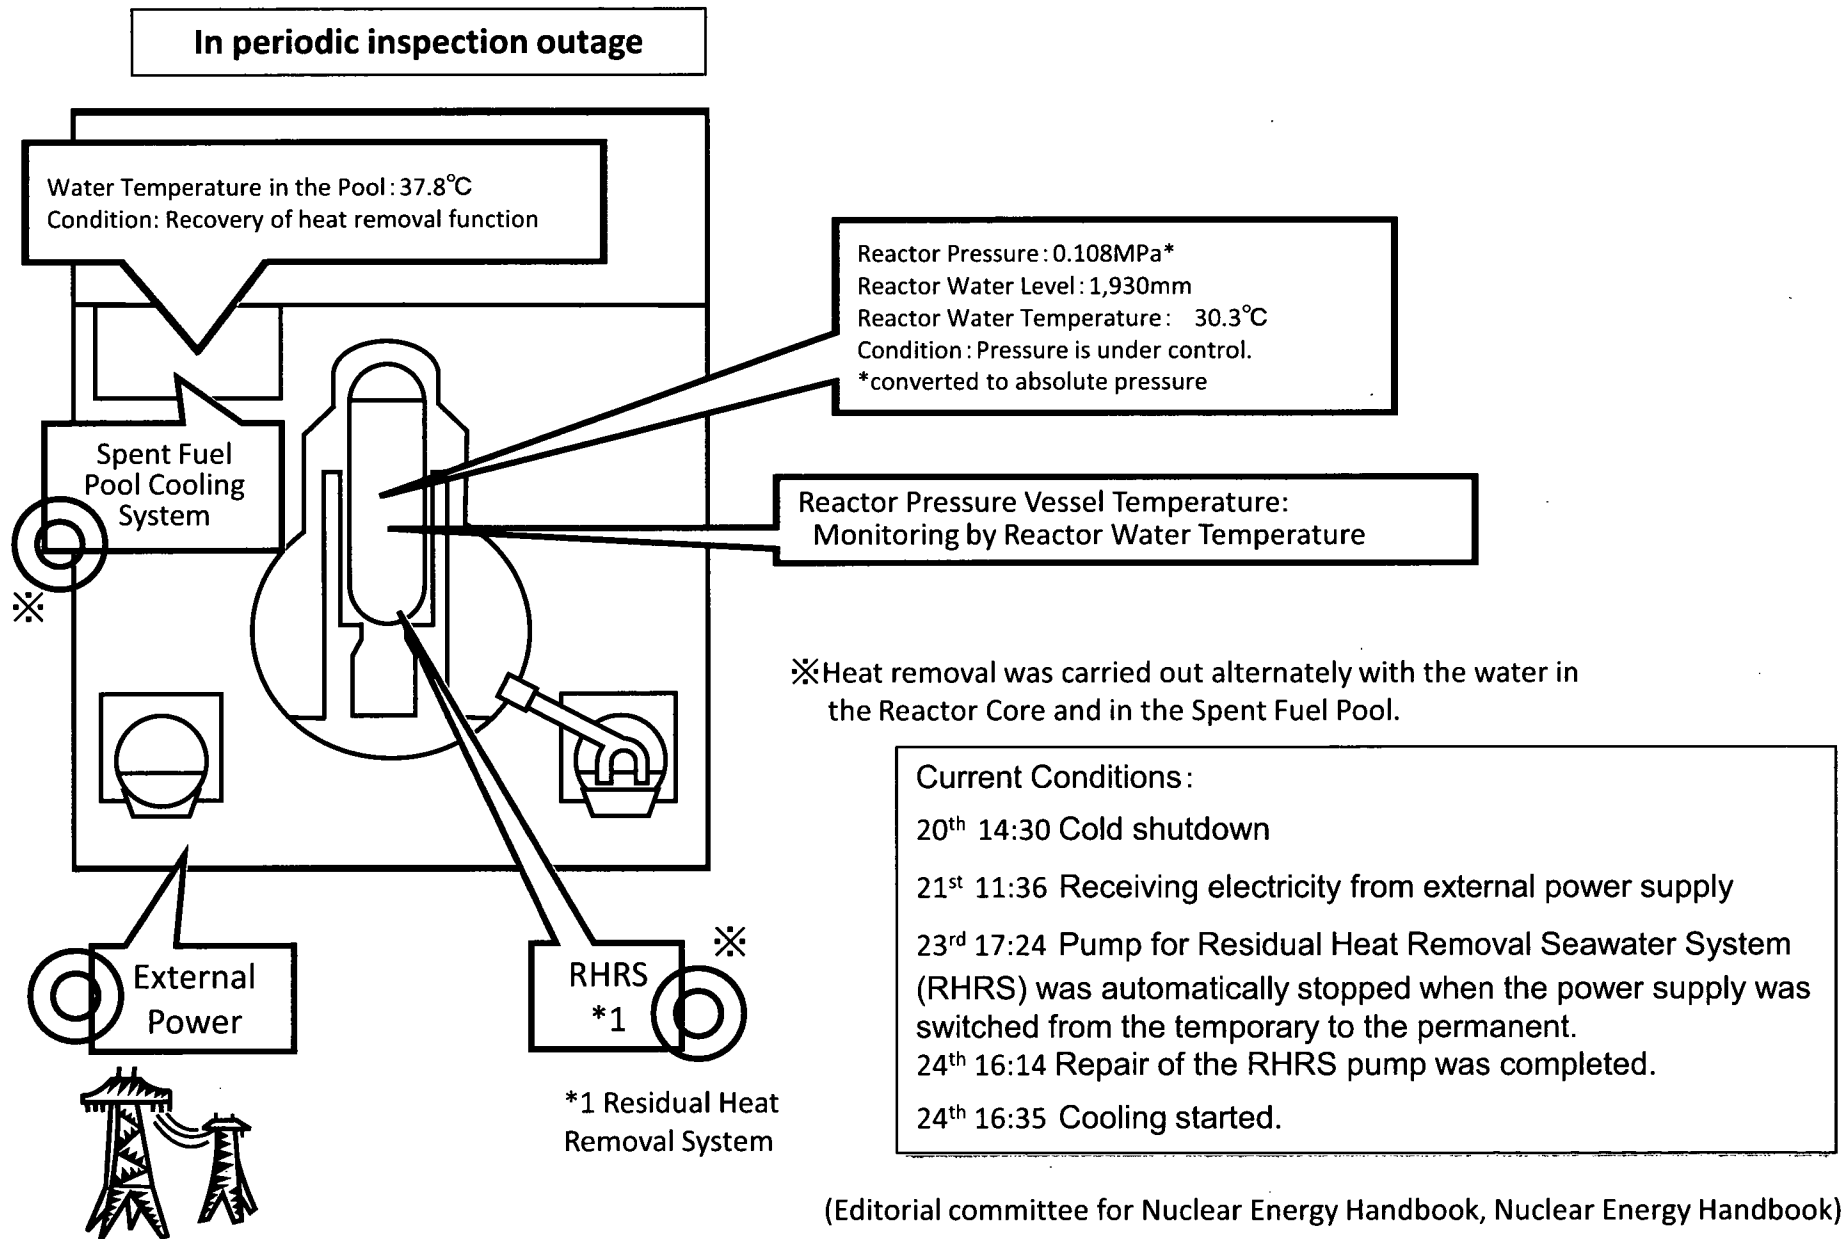 In periodic inspection outage
Water Temperature in the Pool : 37.8℃
Condition: Recovery of heat removal function
Reactor Pressure : 0.108MPa*
Reactor Water Level : 1,930mm
Reactor Water Temperature : 30.3℃
Condition : Pressure is under control.
*converted to absolute pressure
Spent Fuel
Pool Cooling
System
※
Reactor Pressure Vessel Temperature:
Monitoring by Reactor Water Temperature
※Heat removal was carried out alternately with the water in
the Reactor Core and in the Spent Fuel Pool.
Current Conditions :
20th 14:30 Cold shutdown
21st 11:36 Receiving electricity from external power supply
23rd 17:24 Pump for Residual Heat Removal Seawater System
(RHRS) was automatically stopped when the power supply was
switched from the temporary to the permanent.
24th 16:14 Repair of the RHRS pump was completed.
24th 16:35 Cooling started.
External
Power
RHRS
*1
※
*1 Residual Heat
Removal System
(Editorial committee for Nuclear Energy Handbook, Nuclear Energy Handbook)